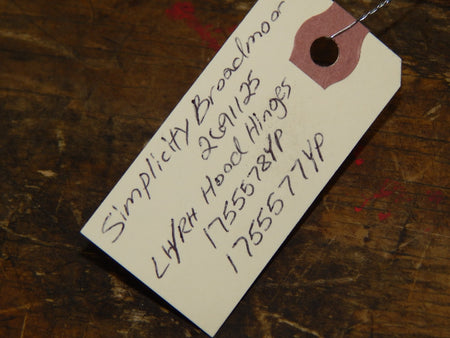 Simplicity Broadmoor
2691125
LH/RH Hood Hinges
1755578YP
1755577YP